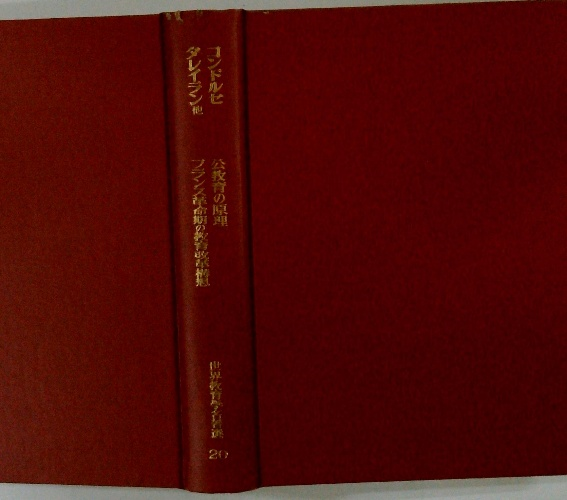 コンドルセ
タレイラン他
公教育の原理
フランス革命期の教育改革構想
世界教育学名著選
20